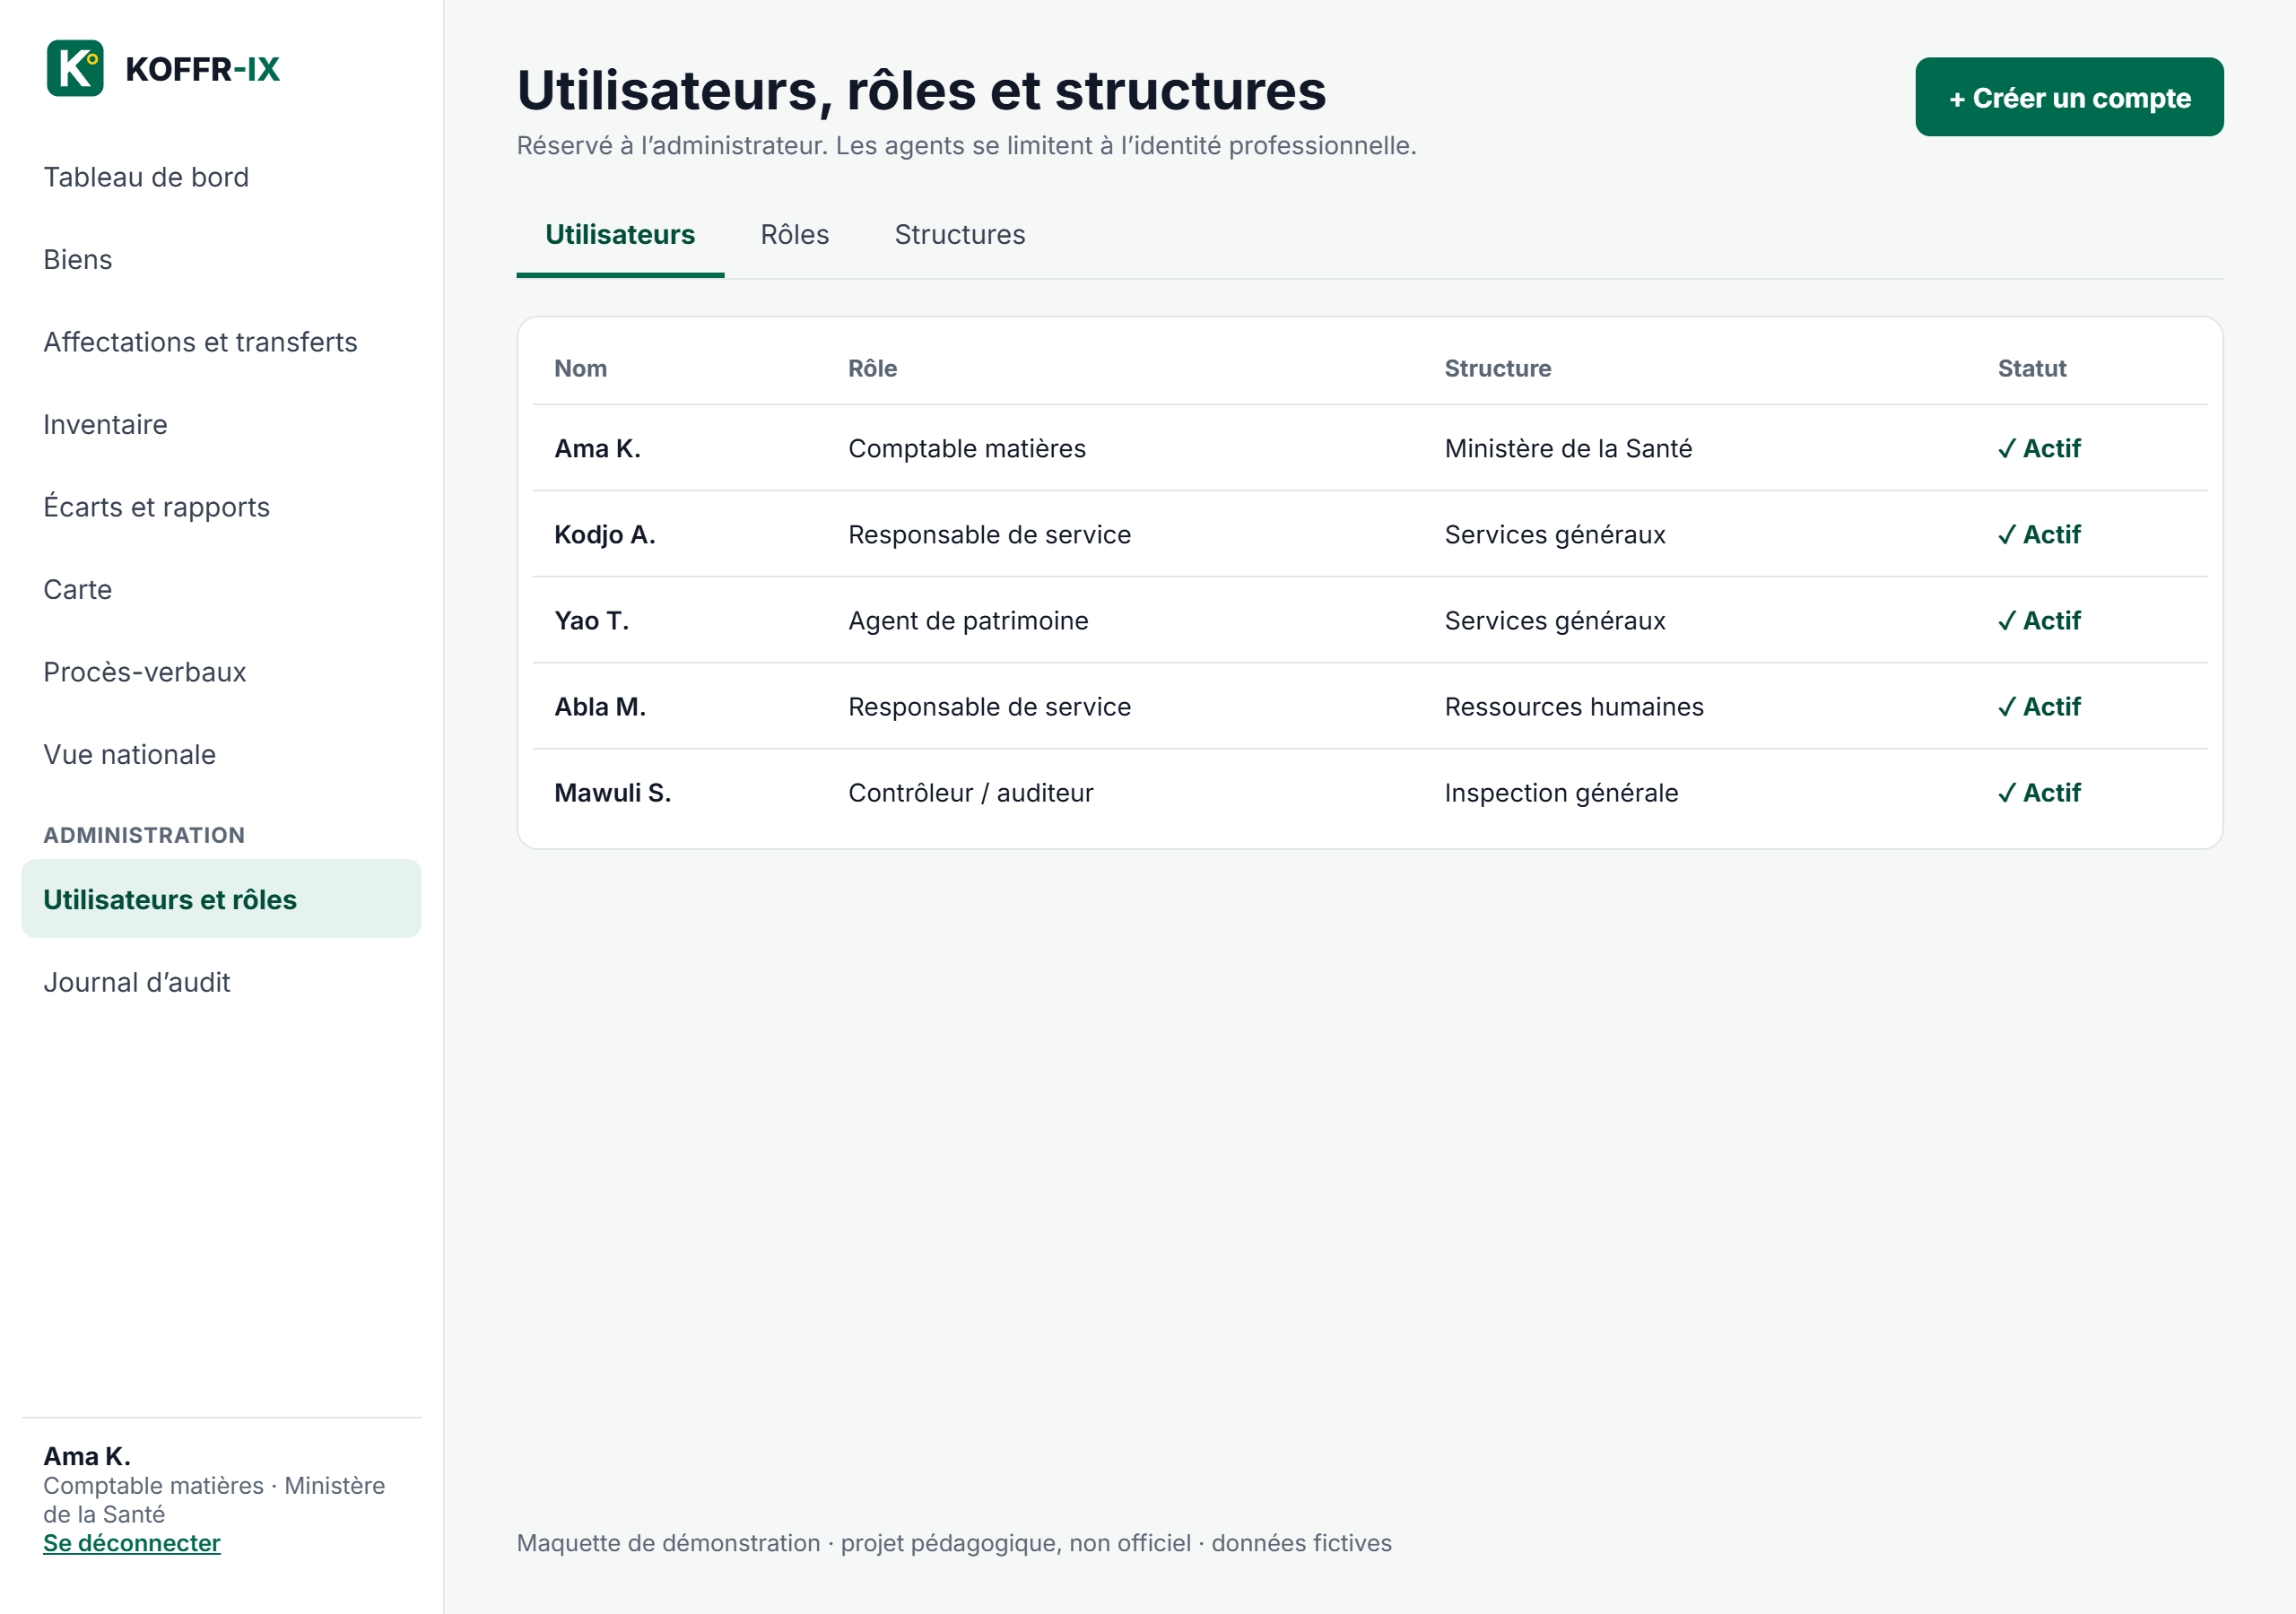 KOFFR-IX
Tableau de bord
Biens
Affectations et transferts
Inventaire
Écarts et rapports
Carte
Procès-verbaux
Vue nationale
ADMINISTRATION
Utilisateurs et rôles
Journal d’audit
Ama K.
Comptable matières · Ministère
de la Santé
Se déconnecter
Utilisateurs, rôles et structures
Réservé à l’administrateur. Les agents se limitent à l’identité professionnelle.
+ Créer un compte
Utilisateurs Rôles Structures
Nom Rôle Structure Statut
Ama K. Comptable matières Ministère de la Santé ✓ Actif
Kodjo A. Responsable de service Services généraux ✓ Actif
Yao T. Agent de patrimoine Services généraux ✓ Actif
Abla M. Responsable de service Ressources humaines ✓ Actif
Mawuli S. Contrôleur / auditeur Inspection générale ✓ Actif
Maquette de démonstration · projet pédagogique, non officiel · données fictives